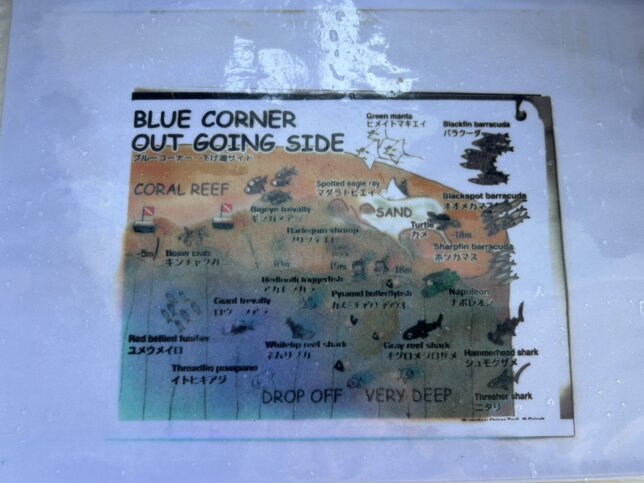 BLUE CORNER
OUT GOING SIDE
ブルーコーナー・下げ潮サイド
Green manta
ヒメイトマキエイ
Blackfin barracuda
バラクーダ
CORAL REEF
Spotted eagle ray
マダラトビエイ
Bigeye trevally
ギンガメアジ
SAND
Blackspot barracuda
オオメカマス
Turtle
カメ
-18m
Harlequin shrimp
Sharpfin barracuda
ホソカマス
-5m
Boxer crab
キンチャクガニ
10m
15m
18m
Redtooth triggerfish
アカモンガラ
Giant trevally
Pyramid butterflyfish
Napoleon
ナポレオン
Red bellied fusilier
ユメウメイロ
Whitetip reef shark
ネムリブカ
Gray reef shark
オグロメジロザメ
Hammerhead shark
シュモクザメ
Threadfin pompano
イトヒキアジ
DROP OFF VERY DEEP
Thresher shark
ニタリ